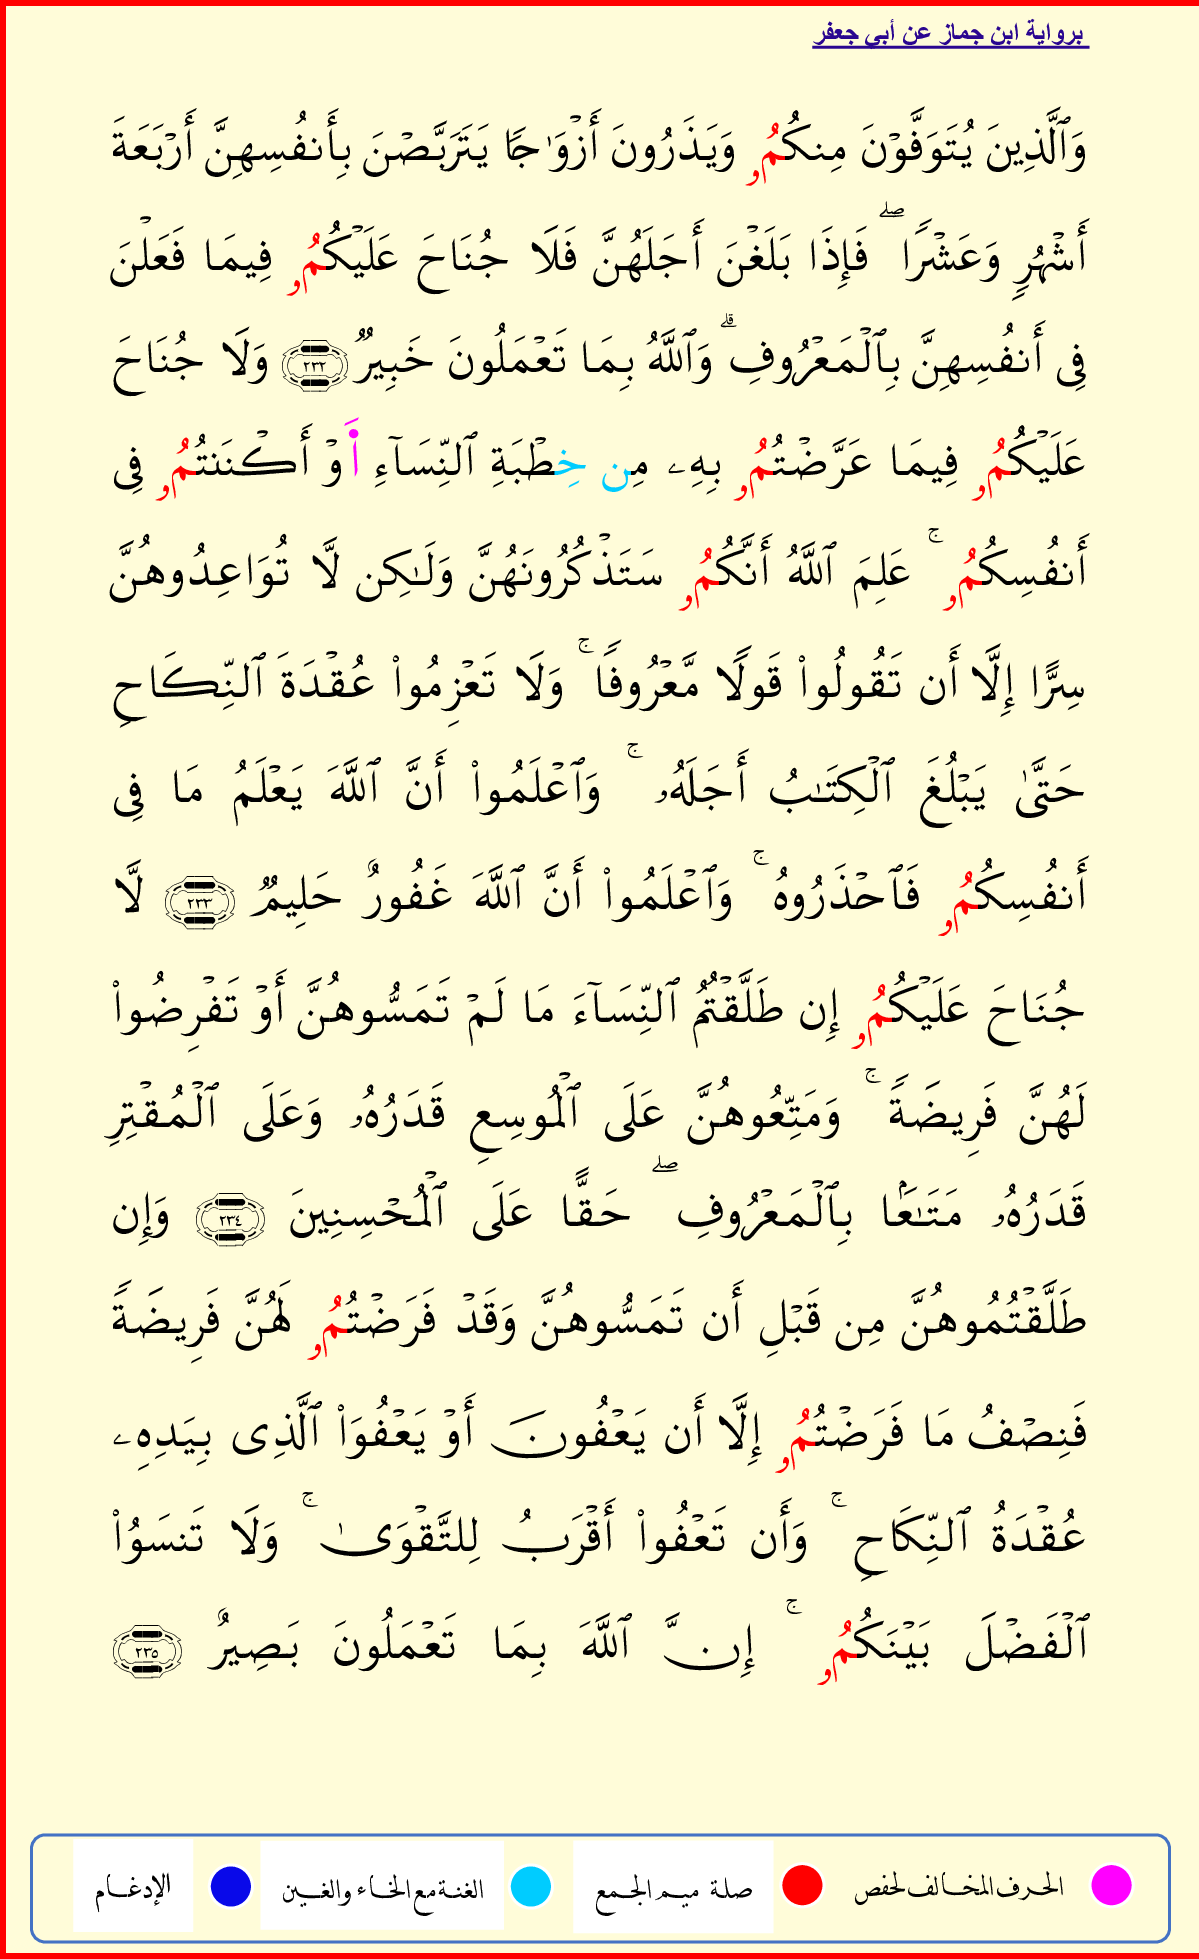 برواية ابن جماز عن أبي جعفر
وَٱلَّذِينَ يُتَوَفَّوۡنَ مِنكُمُۥ وَيَذَرُونَ أَزۡوَٰجٗا يَتَرَبَّصۡنَ بِأَنفُسِهِنَّ أَرۡبَعَةَ
أَشۡهُرٖ وَعَشۡرٗاۖ فَإِذَا بَلَغۡنَ أَجَلَهُنَّ فَلَا جُنَاحَ عَلَيۡكُمُۥ فِيمَا فَعَلۡنَ
فِي أَنفُسِهِنَّ بِٱلۡمَعۡرُوفِۗ وَٱللَّهُ بِمَا تَعۡمَلُونَ خَبِيرٞ ٢٣٢ وَلَا جُنَاحَ
عَلَيۡكُمُۥ فِيمَا عَرَّضۡتُمُۥ بِهِۦ مِن خِطۡبَةِ ٱلنِّسَآءِ اَ۬وۡ أَكۡنَنتُمُۥ فِي
أَنفُسِكُمُۥۚ عَلِمَ ٱللَّهُ أَنَّكُمُۥ سَتَذۡكُرُونَهُنَّ وَلَٰكِن لَّا تُوَاعِدُوهُنَّ
سِرًّا إِلَّا أَن تَقُولُواْ قَوۡلٗا مَّعۡرُوفٗاۚ وَلَا تَعۡزِمُواْ عُقۡدَةَ ٱلنِّكَاحِ
حَتَّىٰ يَبۡلُغَ ٱلۡكِتَٰبُ أَجَلَهُۥۚ وَٱعۡلَمُواْ أَنَّ ٱللَّهَ يَعۡلَمُ مَا فِي
أَنفُسِكُمُۥ فَٱحۡذَرُوهُۚ وَٱعۡلَمُواْ أَنَّ ٱللَّهَ غَفُورٌ حَلِيمٞ ٢٣٣ لَّا
جُنَاحَ عَلَيۡكُمُۥ إِن طَلَّقۡتُمُ ٱلنِّسَآءَ مَا لَمۡ تَمَسُّوهُنَّ أَوۡ تَفۡرِضُواْ
لَهُنَّ فَرِيضَةٗۚ وَمَتِّعُوهُنَّ عَلَى ٱلۡمُوسِعِ قَدَرُهُۥ وَعَلَى ٱلۡمُقۡتِرِ
قَدَرُهُۥ مَتَٰعَۢا بِٱلۡمَعۡرُوفِۖ حَقًّا عَلَى ٱلۡمُحۡسِنِينَ ٢٣٤ وَإِن
طَلَّقۡتُمُوهُنَّ مِن قَبۡلِ أَن تَمَسُّوهُنَّ وَقَدۡ فَرَضۡتُمُۥ لَهُنَّ فَرِيضَةٗ
فَنِصۡفُ مَا فَرَضۡتُمُۥ إِلَّا أَن يَعۡفُونَ أَوۡ يَعۡفُوَاْ ٱلَّذِي بِيَدِهِۦ
عُقۡدَةُ ٱلنِّكَاحِۚ وَأَن تَعۡفُواْ أَقۡرَبُ لِلتَّقۡوَىٰۚ وَلَا تَنسَوُاْ
ٱلۡفَضۡلَ بَيۡنَكُمُۥۚ إِنَّ ٱللَّهَ بِمَا تَعۡمَلُونَ بَصِيرٌ ٢٣٥
الحرف المخالف لحفص صلة ميم الجمع الغنة مع الخاء والغين الإدغام